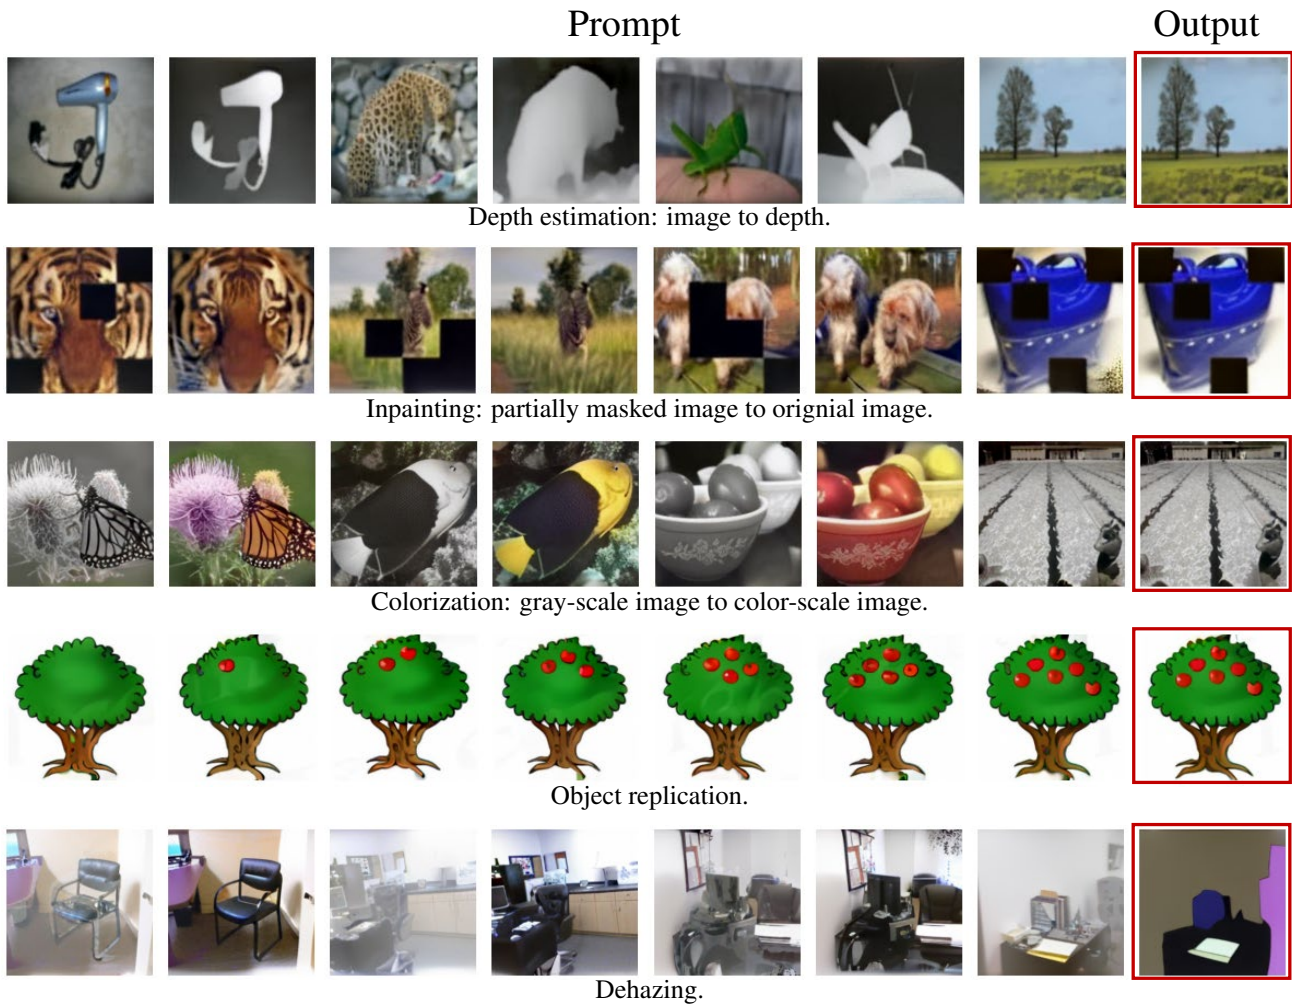 Prompt
Output
Depth estimation: image to depth.
Inpainting: partially masked image to orignial image.
Colorization: gray-scale image to color-scale image.
Object replication.
Dehazing.